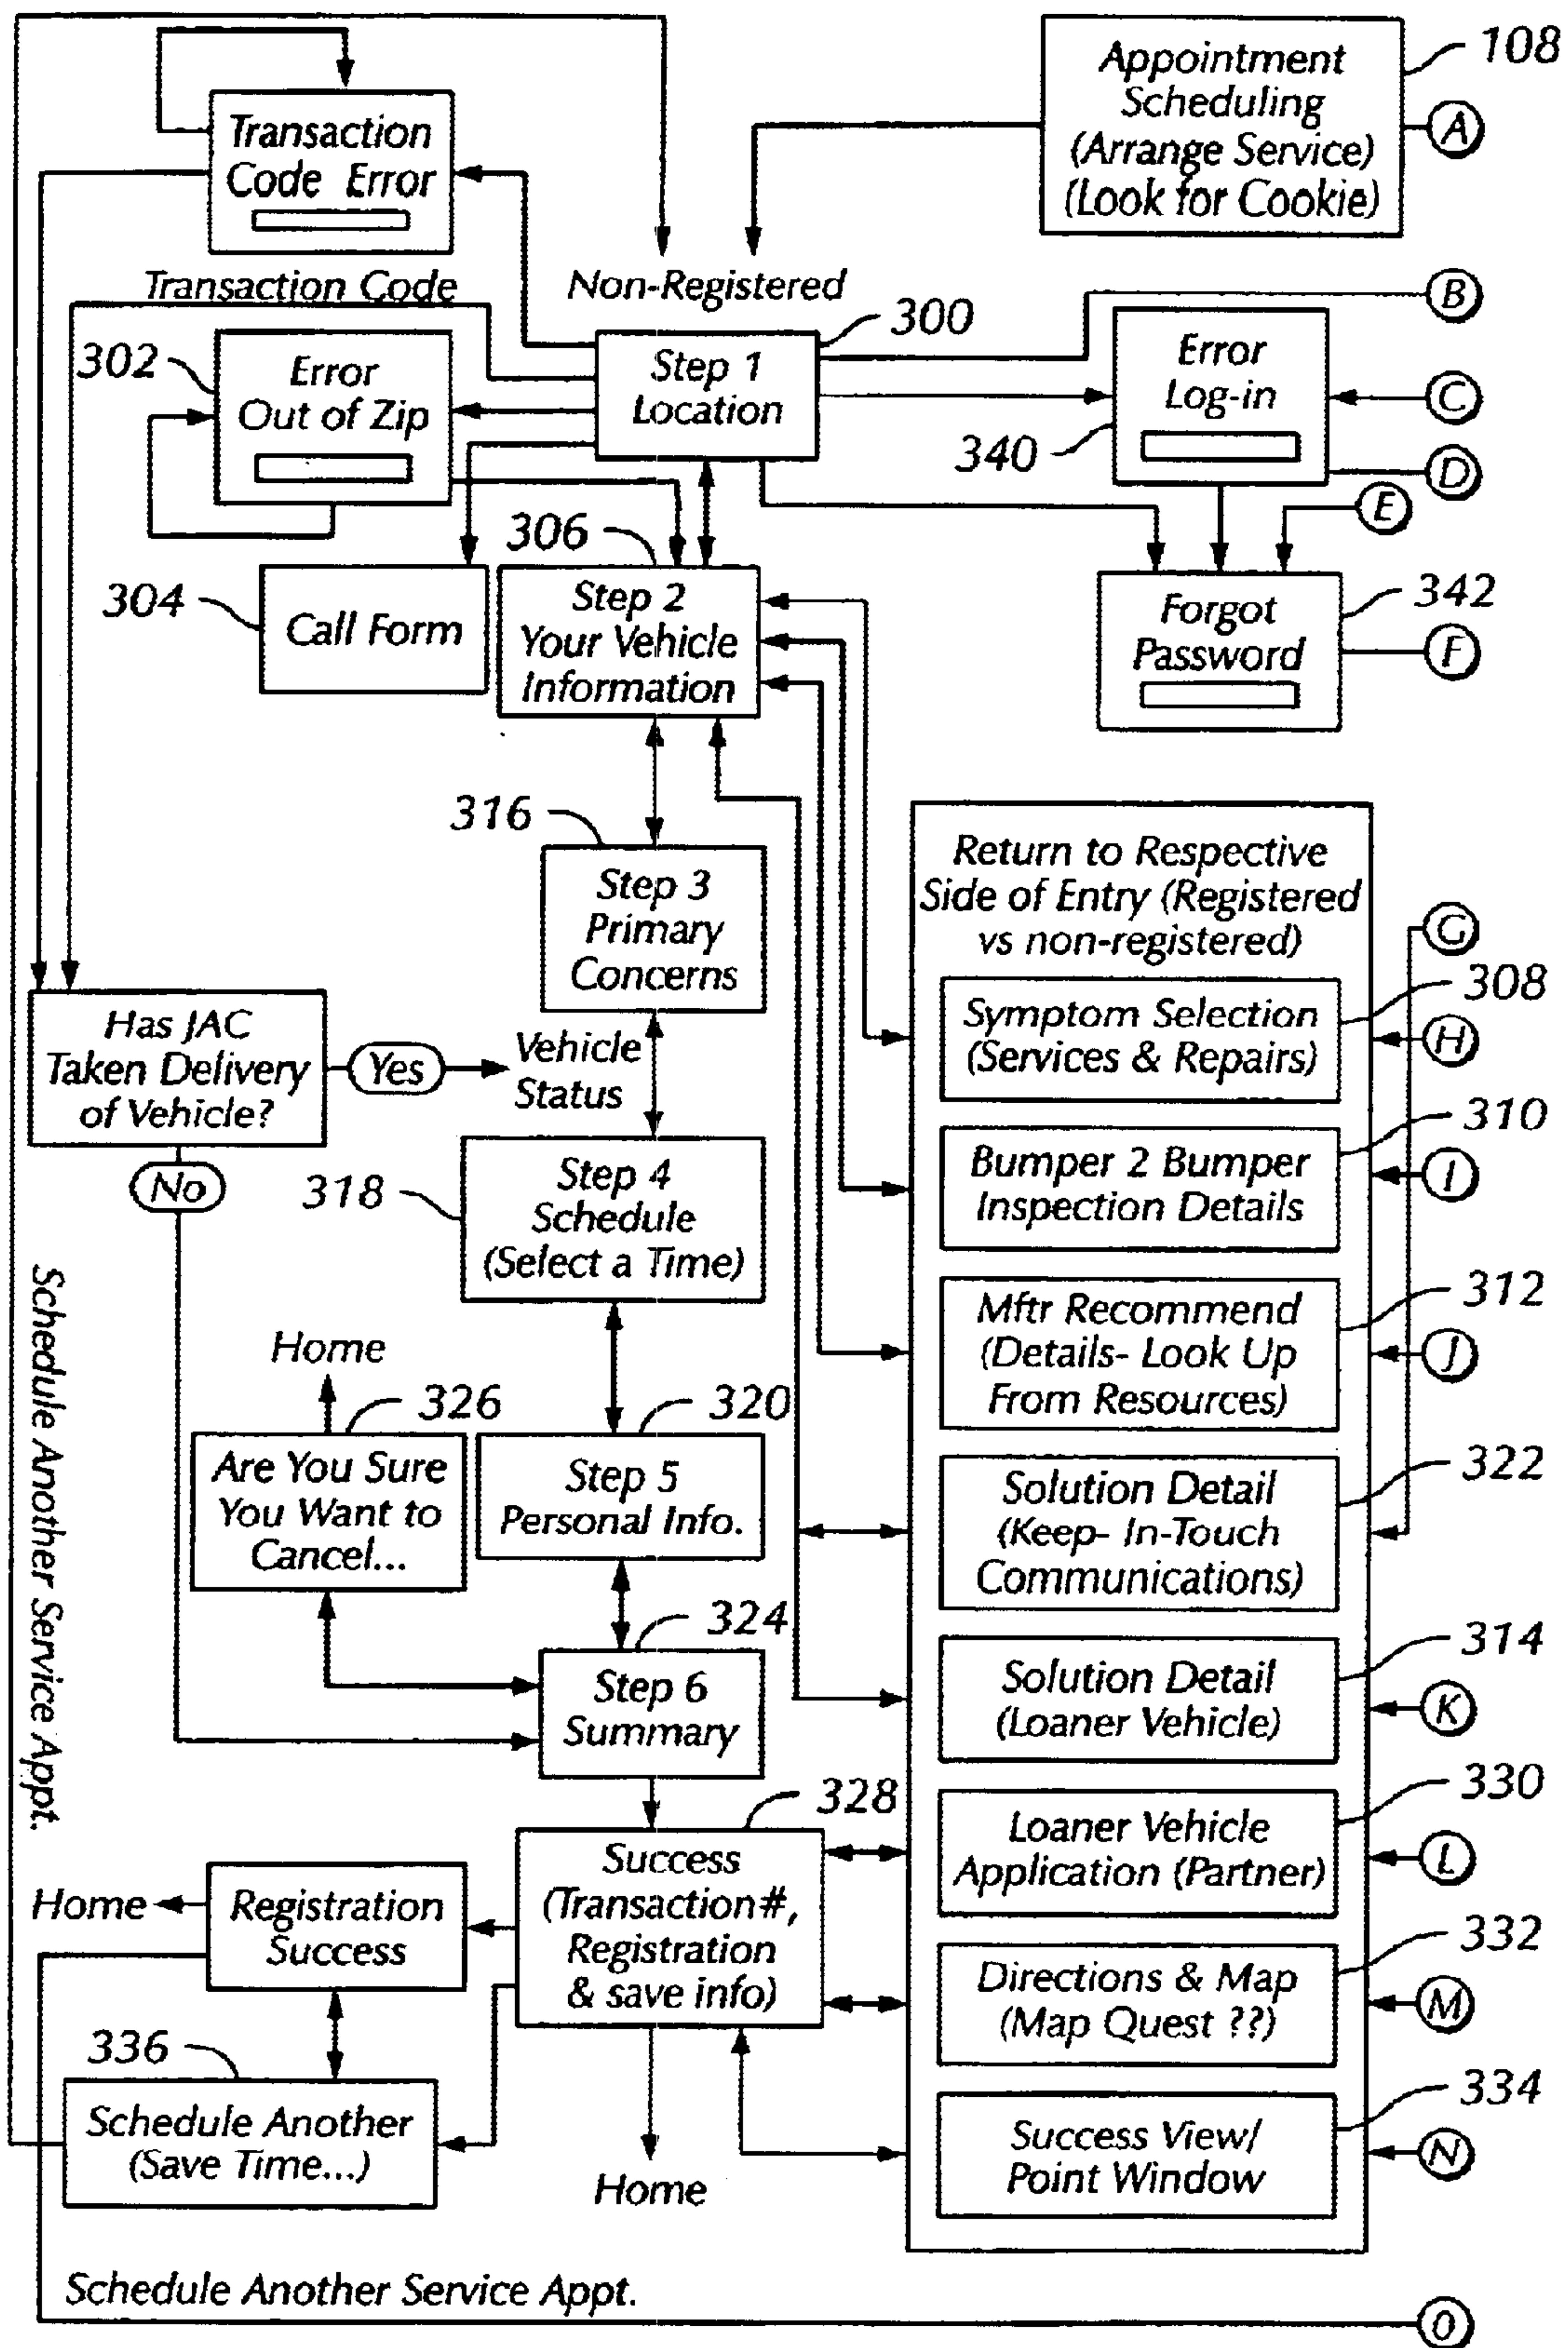 108
Appointment
Scheduling
(Arrange Service)
(Look for Cookie)
A
Transaction
Code Error
Transaction Code
Non-Registered
B
300
Step 1
Location
302
Error
Out of Zip
Error
Log-in
340
C
D
E
306
304
Call Form
Step 2
Your Vehicle
Information
342
Forgot
Password
F
316
Step 3
Primary
Concerns
Return to Respective
Side of Entry (Registered
vs non-registered)
G
308
Symptom Selection
(Services & Repairs)
H
Has JAC
Taken Delivery
of Vehicle?
Yes
Vehicle
Status
No
310
Bumper 2 Bumper
Inspection Details
I
318
Step 4
Schedule
(Select a Time)
312
Mftr Recommend
(Details- Look Up
From Resources)
J
Schedule Another Service Appt.
Home
326
Are You Sure
You Want to
Cancel...
320
Step 5
Personal Info.
322
Solution Detail
(Keep- In-Touch
Communications)
324
Step 6
Summary
314
Solution Detail
(Loaner Vehicle)
K
328
Success
(Transaction#,
Registration
& save info)
330
Loaner Vehicle
Application (Partner)
L
Home
Registration
Success
332
Directions & Map
(Map Quest ??)
M
336
Schedule Another
(Save Time...)
Home
334
Success View/
Point Window
N
Schedule Another Service Appt.
O